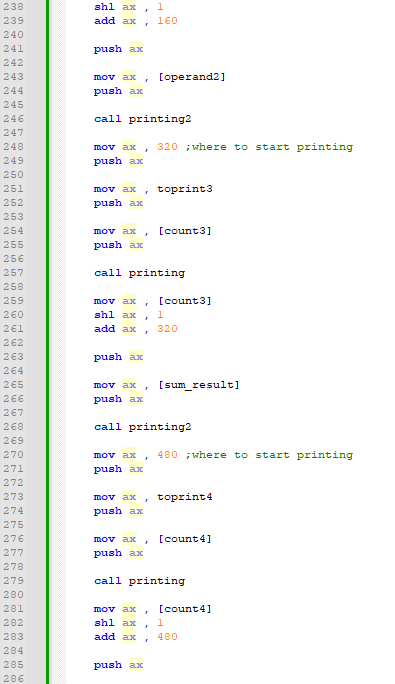 238 shl ax , 1
239 add ax , 160
240
241 push ax
242
243 mov ax , [operand2]
244 push ax
245
246 call printing2
247
248 mov ax , 320 ;where to start printing
249 push ax
250
251 mov ax , toprint3
252 push ax
253
254 mov ax , [count3]
255 push ax
256
257 call printing
258
259 mov ax , [count3]
260 shl ax , 1
261 add ax , 320
262
263 push ax
264
265 mov ax , [sum_result]
266 push ax
267
268 call printing2
269
270 mov ax , 480 ;where to start printing
271 push ax
272
273 mov ax , toprint4
274 push ax
275
276 mov ax , [count4]
277 push ax
278
279 call printing
280
281 mov ax , [count4]
282 shl ax , 1
283 add ax , 480
284
285 push ax
286